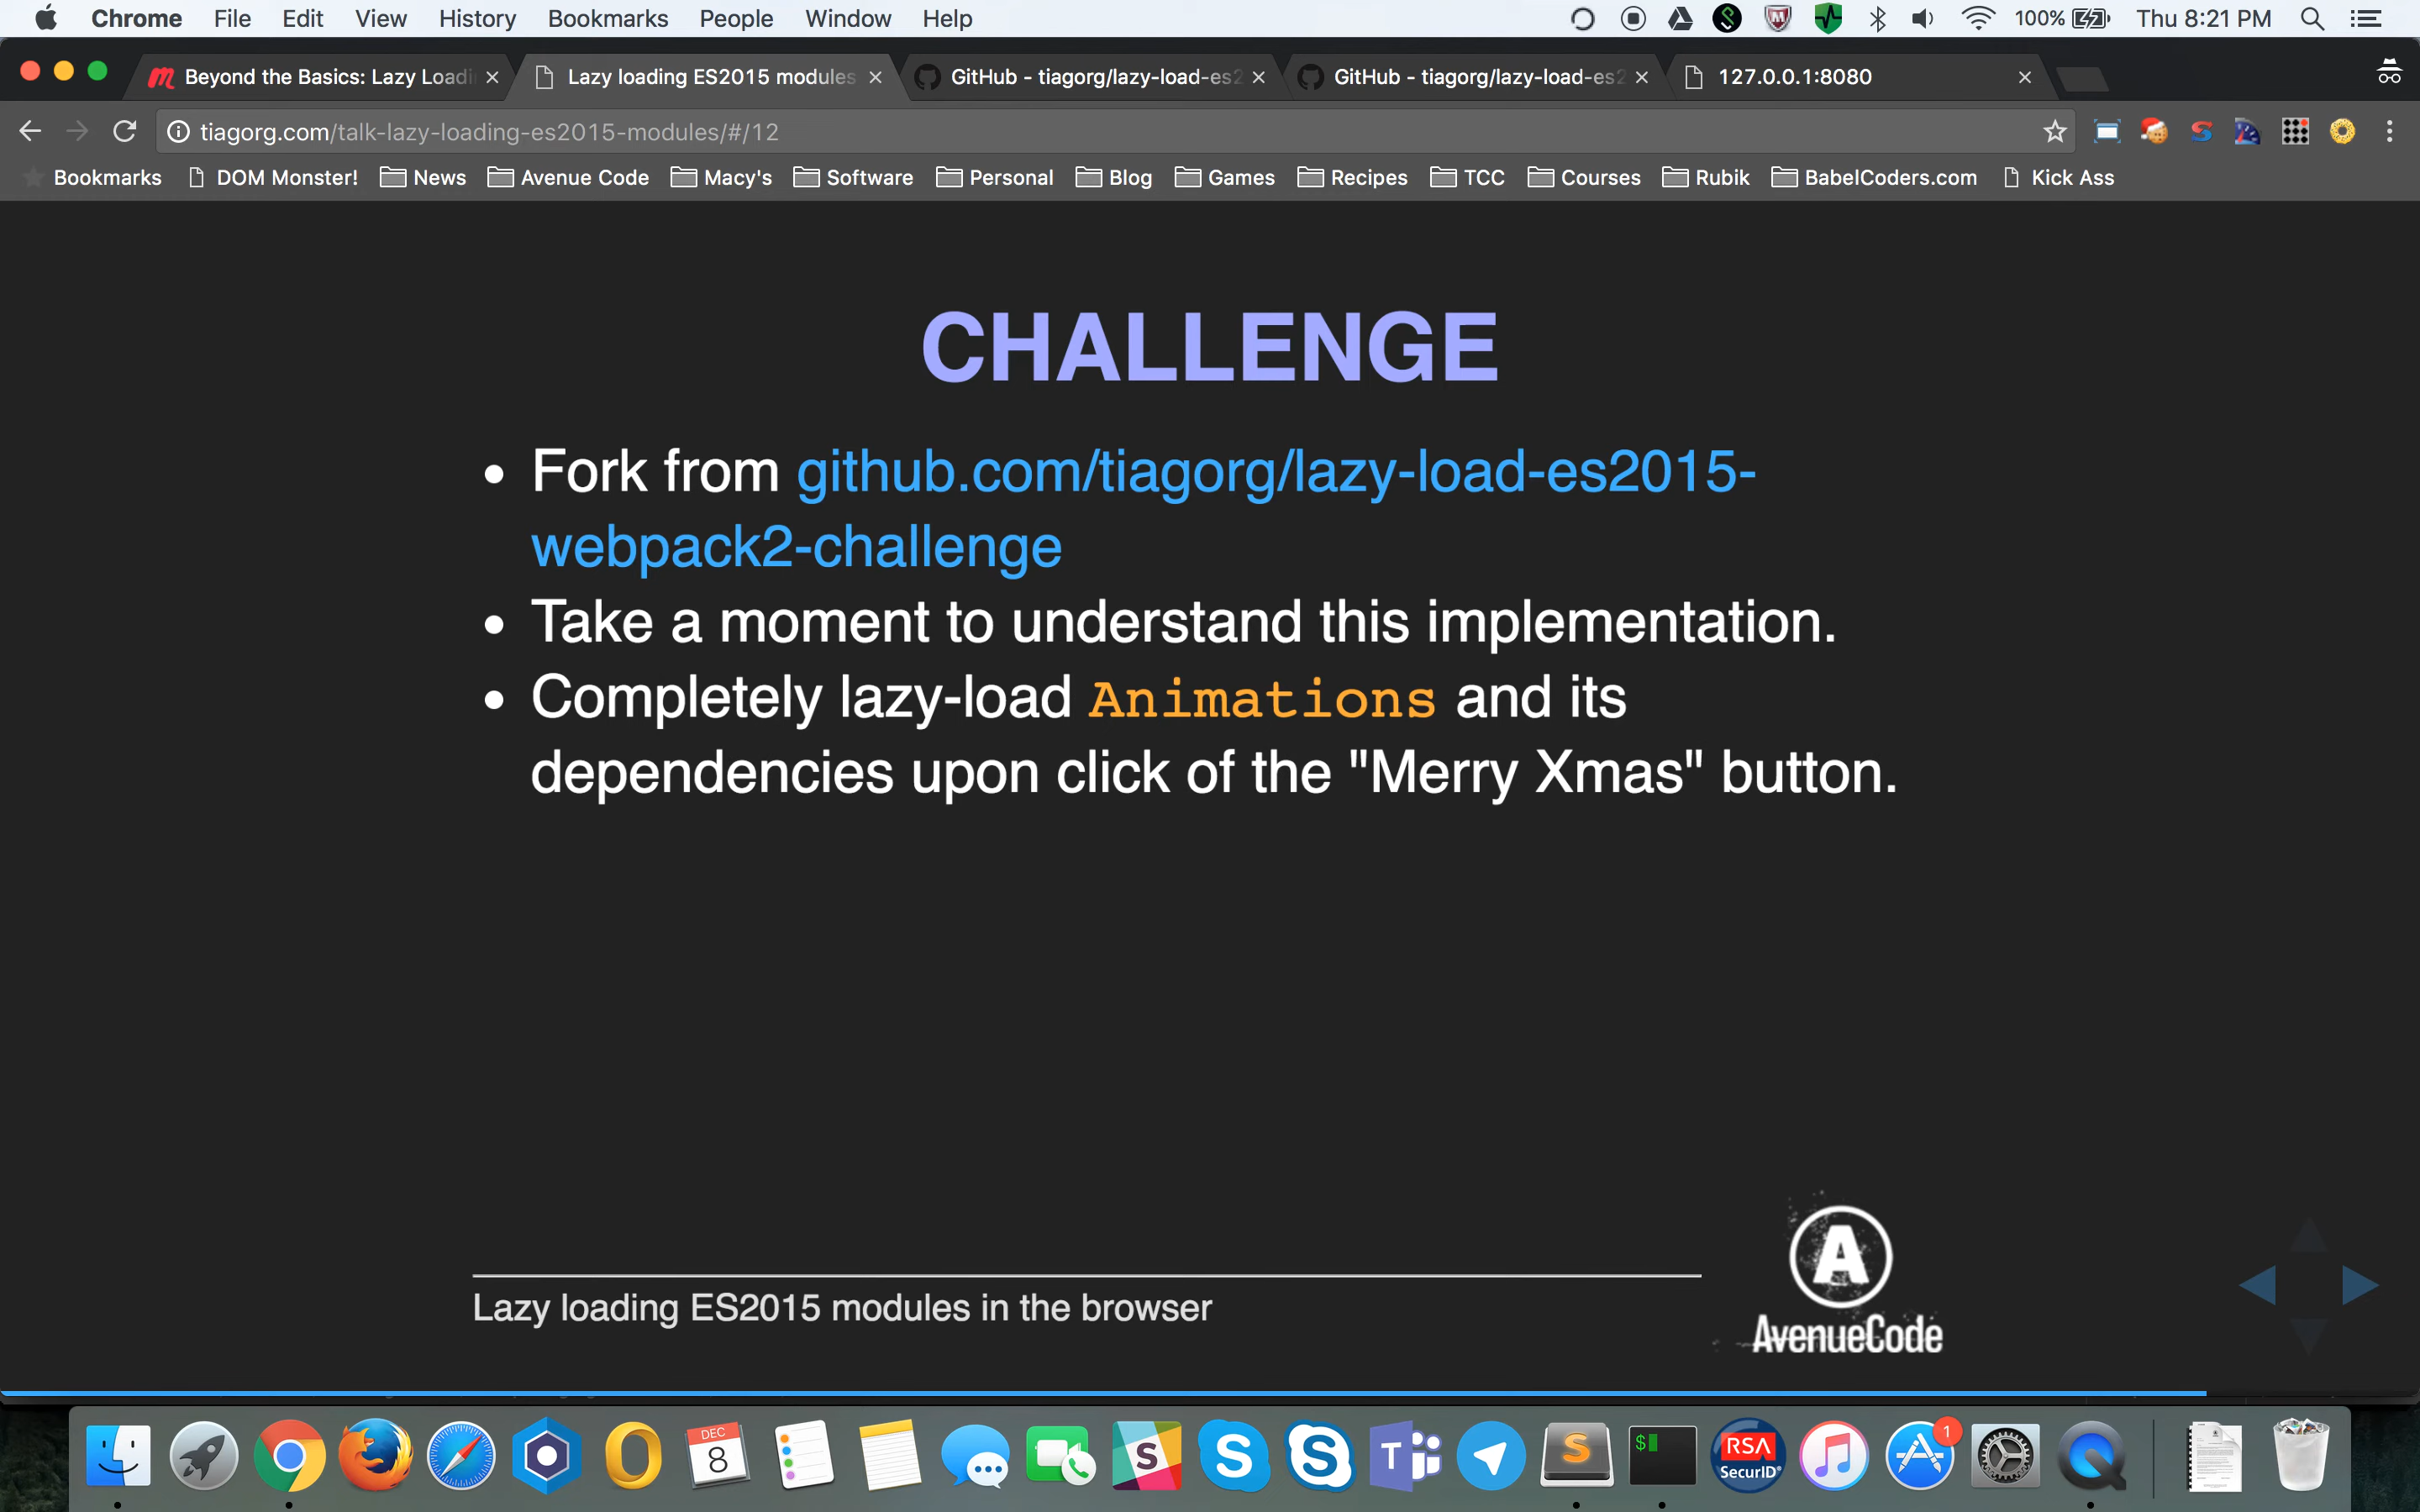 Chrome File Edit View History Bookmarks People Window Help 100% Thu 8:21 PM
Beyond the Basics: Lazy Loadi Lazy loading ES2015 modules GitHub - tiagorg/lazy-load-es2 GitHub - tiagorg/lazy-load-es2 127.0.0.1:8080
tiagorg.com/talk-lazy-loading-es2015-modules/#/12
Bookmarks DOM Monster! News Avenue Code Macy's Software Personal Blog Games Recipes TCC Courses Rubik BabelCoders.com Kick Ass
CHALLENGE
• Fork from github.com/tiagorg/lazy-load-es2015-
webpack2-challenge
• Take a moment to understand this implementation.
• Completely lazy-load Animations and its
dependencies upon click of the "Merry Xmas" button.
Lazy loading ES2015 modules in the browser
A
AvenueCode
DEC
8
1
RSA
SecurID